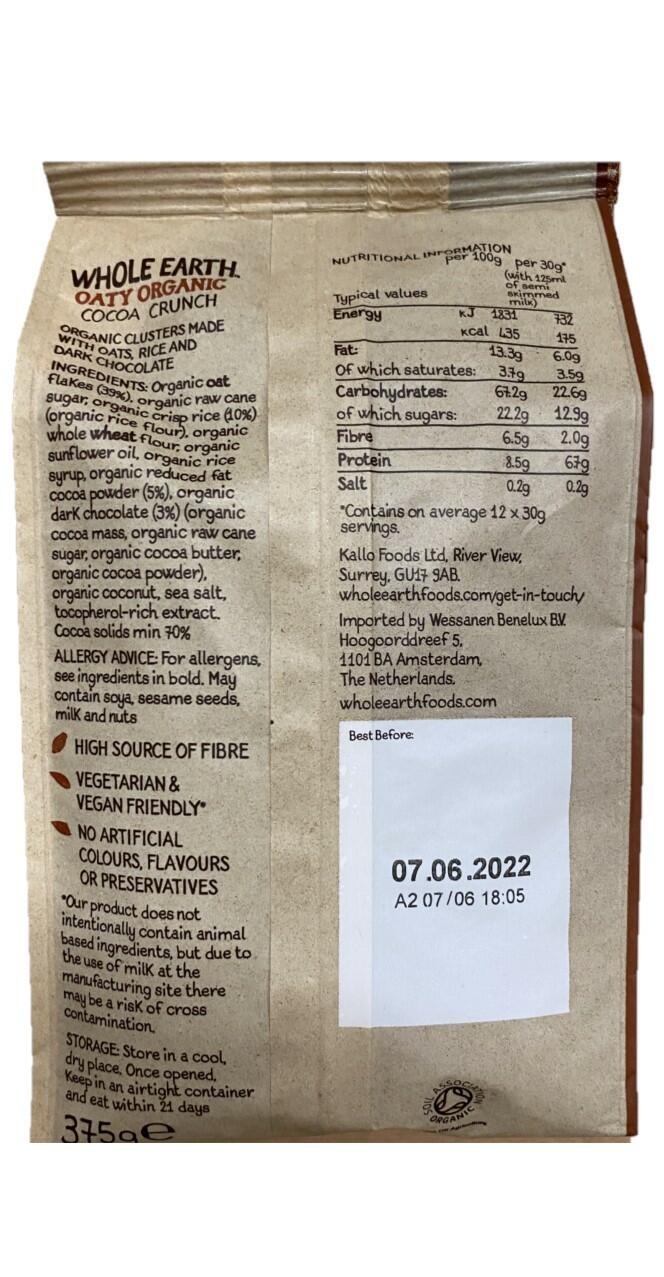 WHOLE EARTH
OATY ORGANIC
COCOA CRUNCH
ORGANIC CLUSTERS MADE
WITH OATS, RICE AND
DARK CHOCOLATE
INGREDIENTS: Organic oat
flakes (39%), organic raw cane
sugar, organic crisp rice (10%)
(organic rice flour), organic
whole wheat flour, organic
sunflower oil, organic rice
syrup, organic reduced fat
cocoa powder (5%), organic
dark chocolate (3%) (organic
cocoa mass, organic raw cane
sugar, organic cocoa butter,
organic cocoa powder),
organic coconut, sea salt,
tocopherol-rich extract.
Cocoa solids min 70%
ALLERGY ADVICE: For allergens,
see ingredients in bold. May
contain soya, sesame seeds,
milk and nuts
HIGH SOURCE OF FIBRE
VEGETARIAN &
VEGAN FRIENDLY*
NO ARTIFICIAL
COLOURS, FLAVOURS
OR PRESERVATIVES
*Our product does not
intentionally contain animal
based ingredients, but due to
the use of milk at the
manufacturing site there
may be a risk of cross
contamination.
STORAGE: Store in a cool,
dry place. Once opened,
Keep in an airtight container
and eat within 21 days
375g e
NUTRITIONAL INFORMATION
per 100g per 30g*
(with 125ml
of semi
skimmed
milk)
Typical values
Energy kJ 1831 732
kcal 435 175
Fat: 13.3g 6.0g
Of which saturates: 3.7g 3.5g
Carbohydrates: 67.2g 22.6g
of which sugars: 22.2g 12.9g
Fibre 6.5g 2.0g
Protein 8.5g 67g
Salt 0.2g 0.2g
*Contains on average 12 x 30g
servings.
Kallo Foods Ltd, River View,
Surrey, GU17 9AB.
wholeearthfoods.com/get-in-touch/
Imported by Wessanen Benelux B.V.
Hoogoorddreef 5,
1101 BA Amsterdam,
The Netherlands.
wholeearthfoods.com
Best Before:
07.06.2022
A2 07/06 18:05
SOIL ASSOCIATION
ORGANIC